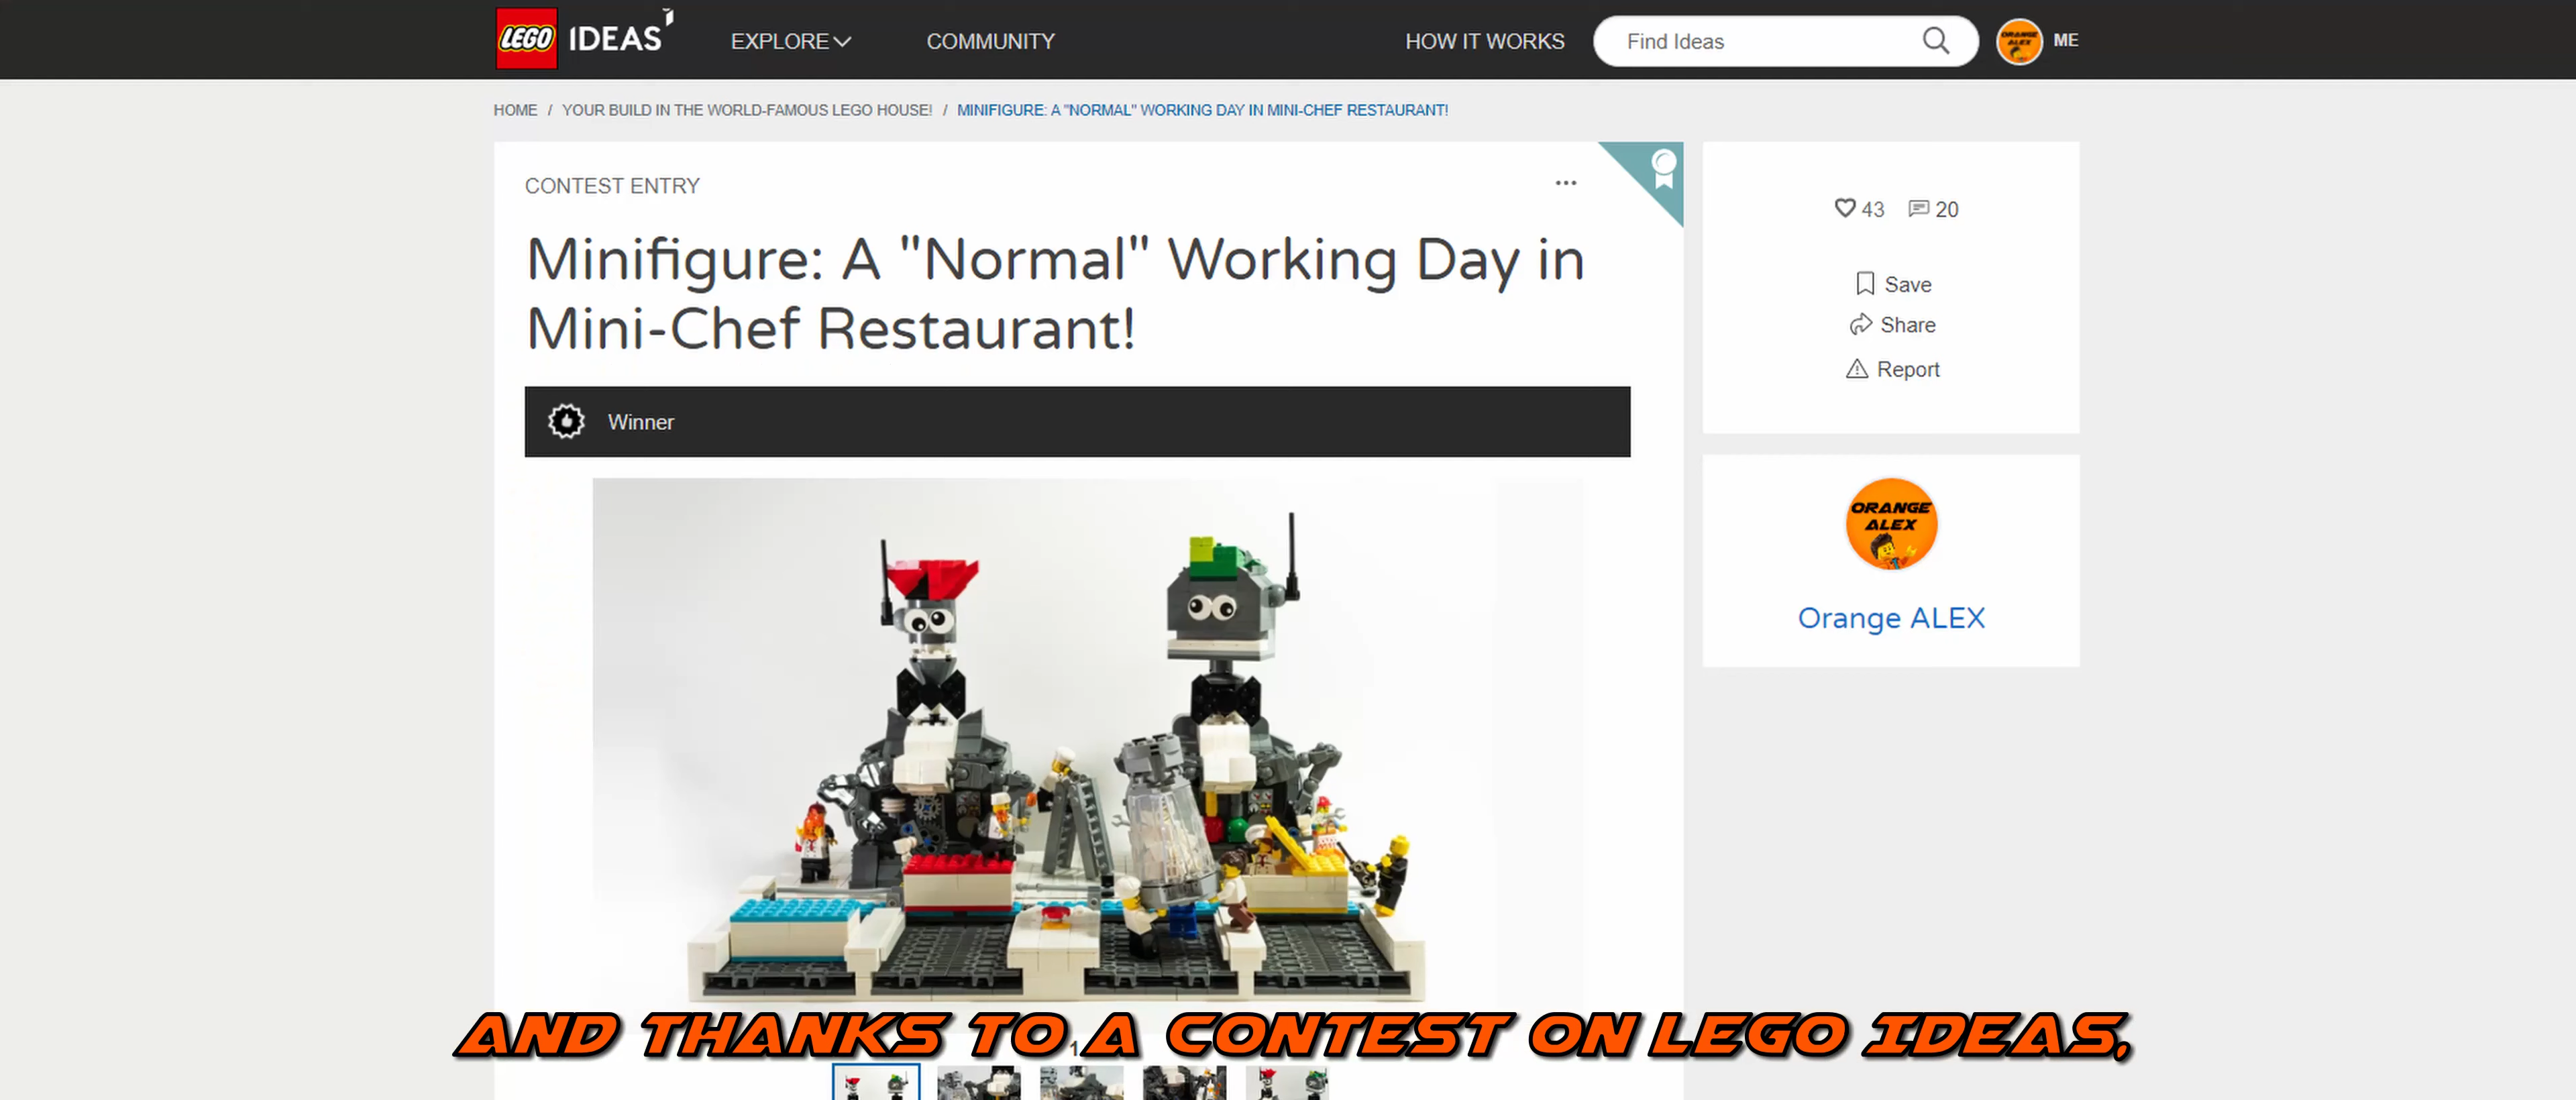 LEGO IDEAS EXPLORE COMMUNITY HOW IT WORKS Find Ideas ORANGE ALEX ME
HOME / YOUR BUILD IN THE WORLD-FAMOUS LEGO HOUSE! / MINIFIGURE: A "NORMAL" WORKING DAY IN MINI-CHEF RESTAURANT!
CONTEST ENTRY
Minifigure: A "Normal" Working Day in
Mini-Chef Restaurant!
Winner
43 20
Save
Share
Report
ORANGE
ALEX
Orange ALEX
AND THANKS TO A CONTEST ON LEGO IDEAS,